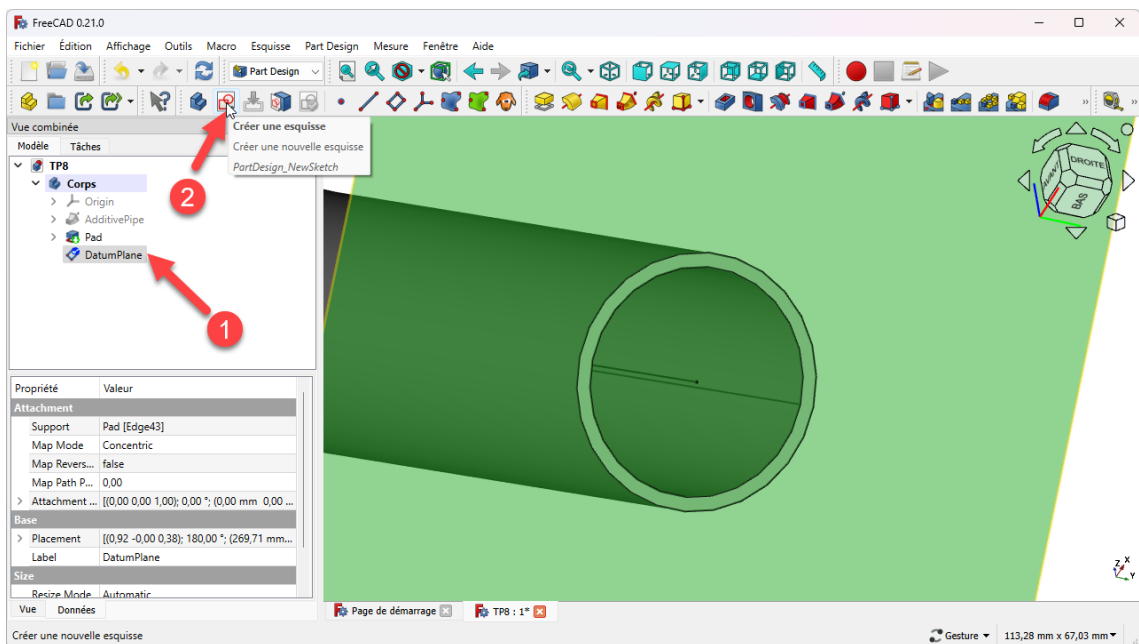 FreeCAD 0.21.0
Fichier Édition Affichage Outils Macro Esquisse Part Design Mesure Fenêtre Aide
Part Design
Vue combinée
Créer une esquisse
Créer une nouvelle esquisse
PartDesign_NewSketch
Modèle Tâches
TP8
Corps
Origin
AdditivePipe
Pad
DatumPlane
2
1
AVANT
DROITE
BAS
Propriété Valeur
Attachment
Support Pad [Edge43]
Map Mode Concentric
Map Revers... false
Map Path P... 0,00
Attachment ... [(0,00 0,00 1,00); 0,00 °; (0,00 mm 0,00 ...
Base
Placement [(0,92 -0,00 0,38); 180,00 °; (269,71 mm...
Label DatumPlane
Size
Resize Mode Automatic
Vue Données
Page de démarrage
TP8 : 1*
Z X
Y
Créer une nouvelle esquisse
Gesture
113,28 mm x 67,03 mm